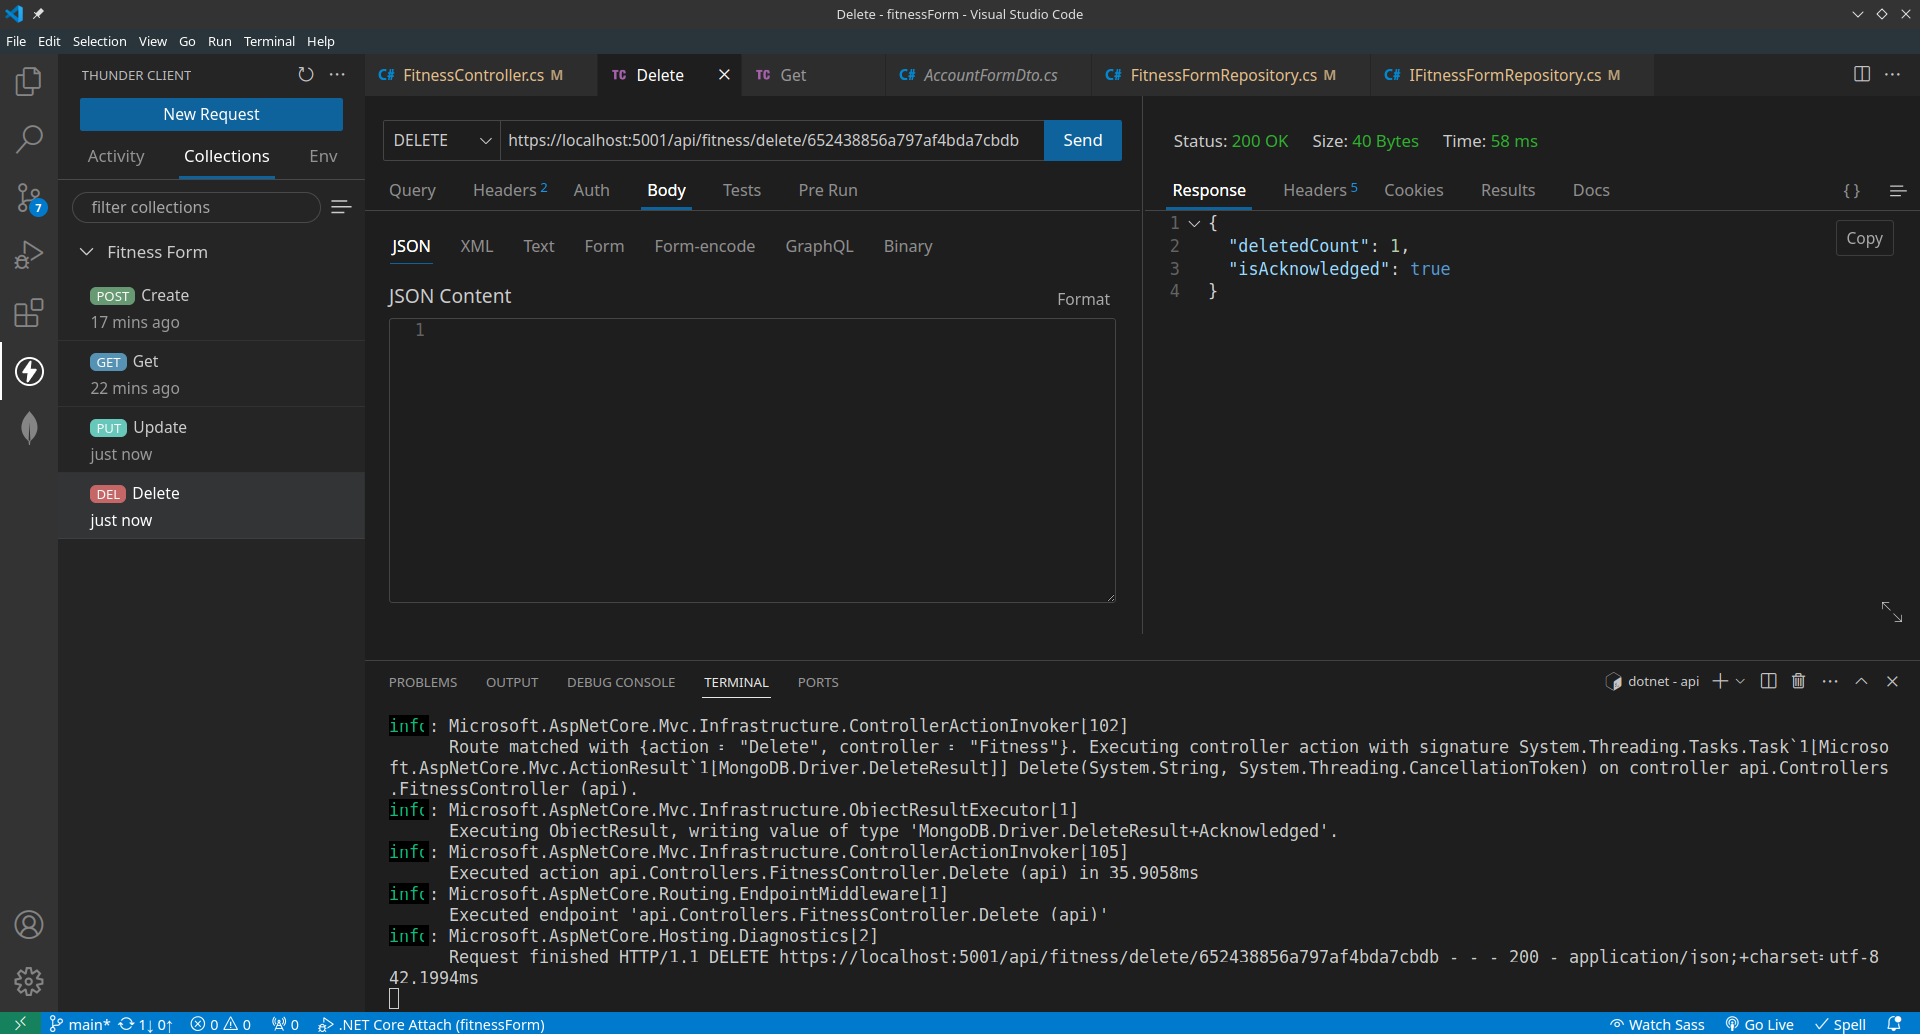 Delete - fitnessForm - Visual Studio Code
File Edit Selection View Go Run Terminal Help
THUNDER CLIENT
New Request
Activity Collections Env
filter collections
Fitness Form
POST Create
17 mins ago
GET Get
22 mins ago
PUT Update
just now
DEL Delete
just now
7
C# FitnessController.cs M
TC Delete
TC Get
C# AccountFormDto.cs
C# FitnessFormRepository.cs M
C# IFitnessFormRepository.cs M
DELETE https://localhost:5001/api/fitness/delete/652438856a797af4bda7cbdb Send
Query Headers 2 Auth Body Tests Pre Run
JSON XML Text Form Form-encode GraphQL Binary
JSON Content
Format
1
Status: 200 OK Size: 40 Bytes Time: 58 ms
Response Headers 5 Cookies Results Docs { }
Copy
1 {
2 "deletedCount": 1,
3 "isAcknowledged": true
4 }
PROBLEMS OUTPUT DEBUG CONSOLE TERMINAL PORTS
dotnet - api
info: Microsoft.AspNetCore.Mvc.Infrastructure.ControllerActionInvoker[102]
Route matched with {action = "Delete", controller = "Fitness"}. Executing controller action with signature System.Threading.Tasks.Task`1[Microso
ft.AspNetCore.Mvc.ActionResult`1[MongoDB.Driver.DeleteResult]] Delete(System.String, System.Threading.CancellationToken) on controller api.Controllers
.FitnessController (api).
info: Microsoft.AspNetCore.Mvc.Infrastructure.ObjectResultExecutor[1]
Executing ObjectResult, writing value of type 'MongoDB.Driver.DeleteResult+Acknowledged'.
info: Microsoft.AspNetCore.Mvc.Infrastructure.ControllerActionInvoker[105]
Executed action api.Controllers.FitnessController.Delete (api) in 35.9058ms
info: Microsoft.AspNetCore.Routing.EndpointMiddleware[1]
Executed endpoint 'api.Controllers.FitnessController.Delete (api)'
info: Microsoft.AspNetCore.Hosting.Diagnostics[2]
Request finished HTTP/1.1 DELETE https://localhost:5001/api/fitness/delete/652438856a797af4bda7cbdb - - - 200 - application/json;+charset=utf-8
42.1994ms
main* 1↓ 0↑ 0 0 0 .NET Core Attach (fitnessForm)
Watch Sass Go Live Spell